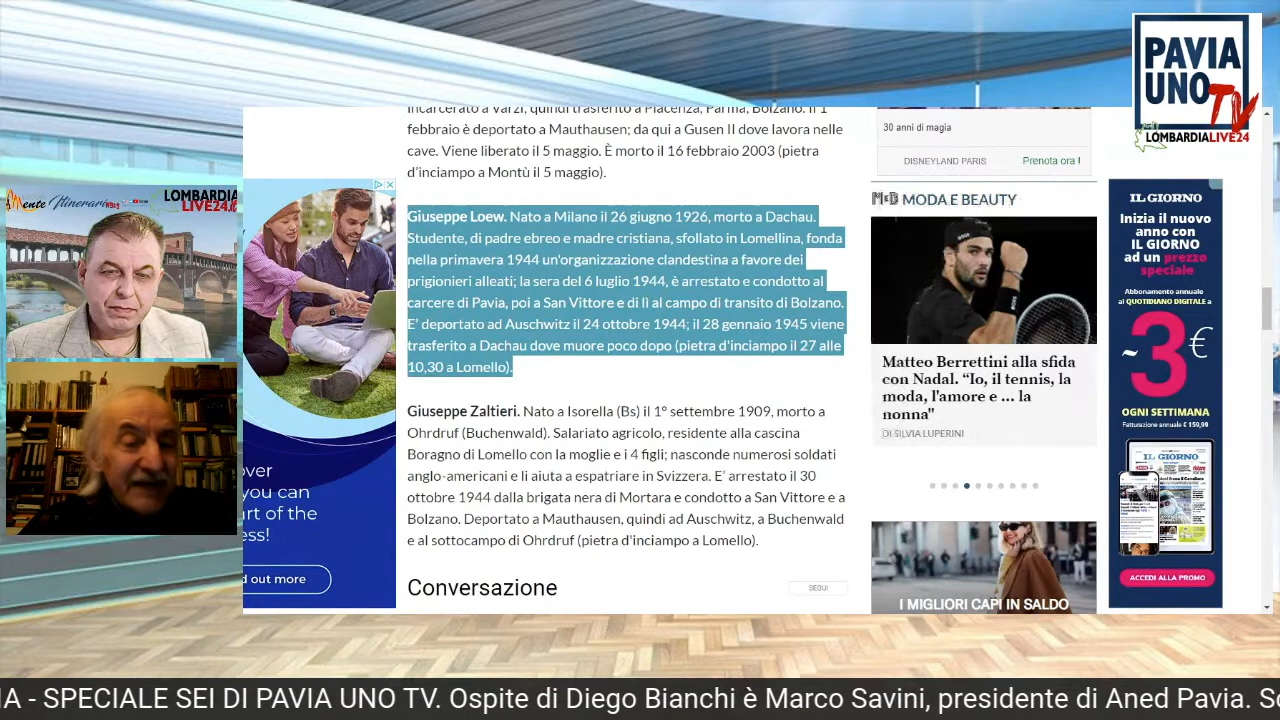 PAVIA
UNO TV
LOMBARDIALIVE24
LOMBARDIA
LIVE24
incarcerato a Varzi, quindi trasferito a Piacenza, Parma, Bolzano. Il 1
febbraio è deportato a Mauthausen; da qui a Gusen II dove lavora nelle
cave. Viene liberato il 5 maggio. È morto il 16 febbraio 2003 (pietra
d'inciampo a Montù il 5 maggio).
Giuseppe Loew. Nato a Milano il 26 giugno 1926, morto a Dachau.
Studente, di padre ebreo e madre cristiana, sfollato in Lomellina, fonda
nella primavera 1944 un'organizzazione clandestina a favore dei
prigionieri alleati; la sera del 6 luglio 1944, è arrestato e condotto al
carcere di Pavia, poi a San Vittore e di lì al campo di transito di Bolzano.
E' deportato ad Auschwitz il 24 ottobre 1944; il 28 gennaio 1945 viene
trasferito a Dachau dove muore poco dopo (pietra d'inciampo il 27 alle
10,30 a Lomello).
Giuseppe Zaltieri. Nato a Isorella (Bs) il 1° settembre 1909, morto a
Ohrdruf (Buchenwald). Salariato agricolo, residente alla cascina
Boragno di Lomello con la moglie e i 4 figli; nasconde numerosi soldati
anglo-americani e li aiuta a espatriare in Svizzera. E' arrestato il 30
ottobre 1944 dalla brigata nera di Mortara e condotto a San Vittore e a
Bolzano. Deportato a Mauthausen, quindi ad Auschwitz, a Buchenwald
e al sottocampo di Ohrdruf (pietra d'inciampo a Lomello).
Conversazione
SEGUI
over
you can
art of the
ess!
d out more
30 anni di magia
DISNEYLAND PARIS
Prenota ora !
MODA E BEAUTY
Matteo Berrettini alla sfida
con Nadal. “Io, il tennis, la
moda, l'amore e ... la
nonna"
DI SILVIA LUPERINI
I MIGLIORI CAPI IN SALDO
IL GIORNO
Inizia il nuovo
anno con
IL GIORNO
ad un prezzo
speciale
Abbonamento annuale
al QUOTIDIANO DIGITALE a
~3€
OGNI SETTIMANA
Fatturazione annuale € 159,99
IL GIORNO
ACCEDI ALLA PROMO
IA - SPECIALE SEI DI PAVIA UNO TV. Ospite di Diego Bianchi è Marco Savini, presidente di Aned Pavia. Se